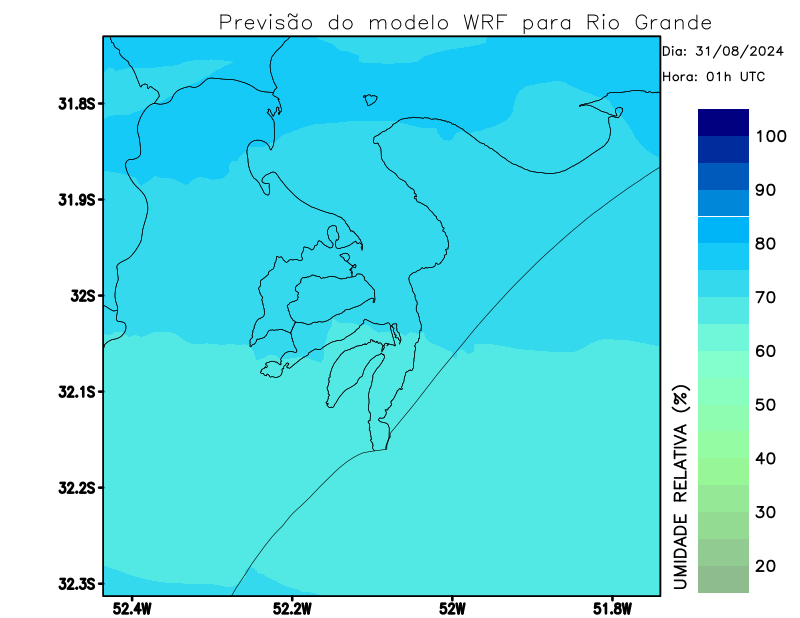 Previsão do modelo WRF para Rio Grande
Dia: 31/08/2024
Hora: 01h UTC
31.8S
31.9S
32S
32.1S
32.2S
32.3S
52.4W
52.2W
52W
51.8W
100
90
80
70
60
50
40
30
20
UMIDADE RELATIVA (%)